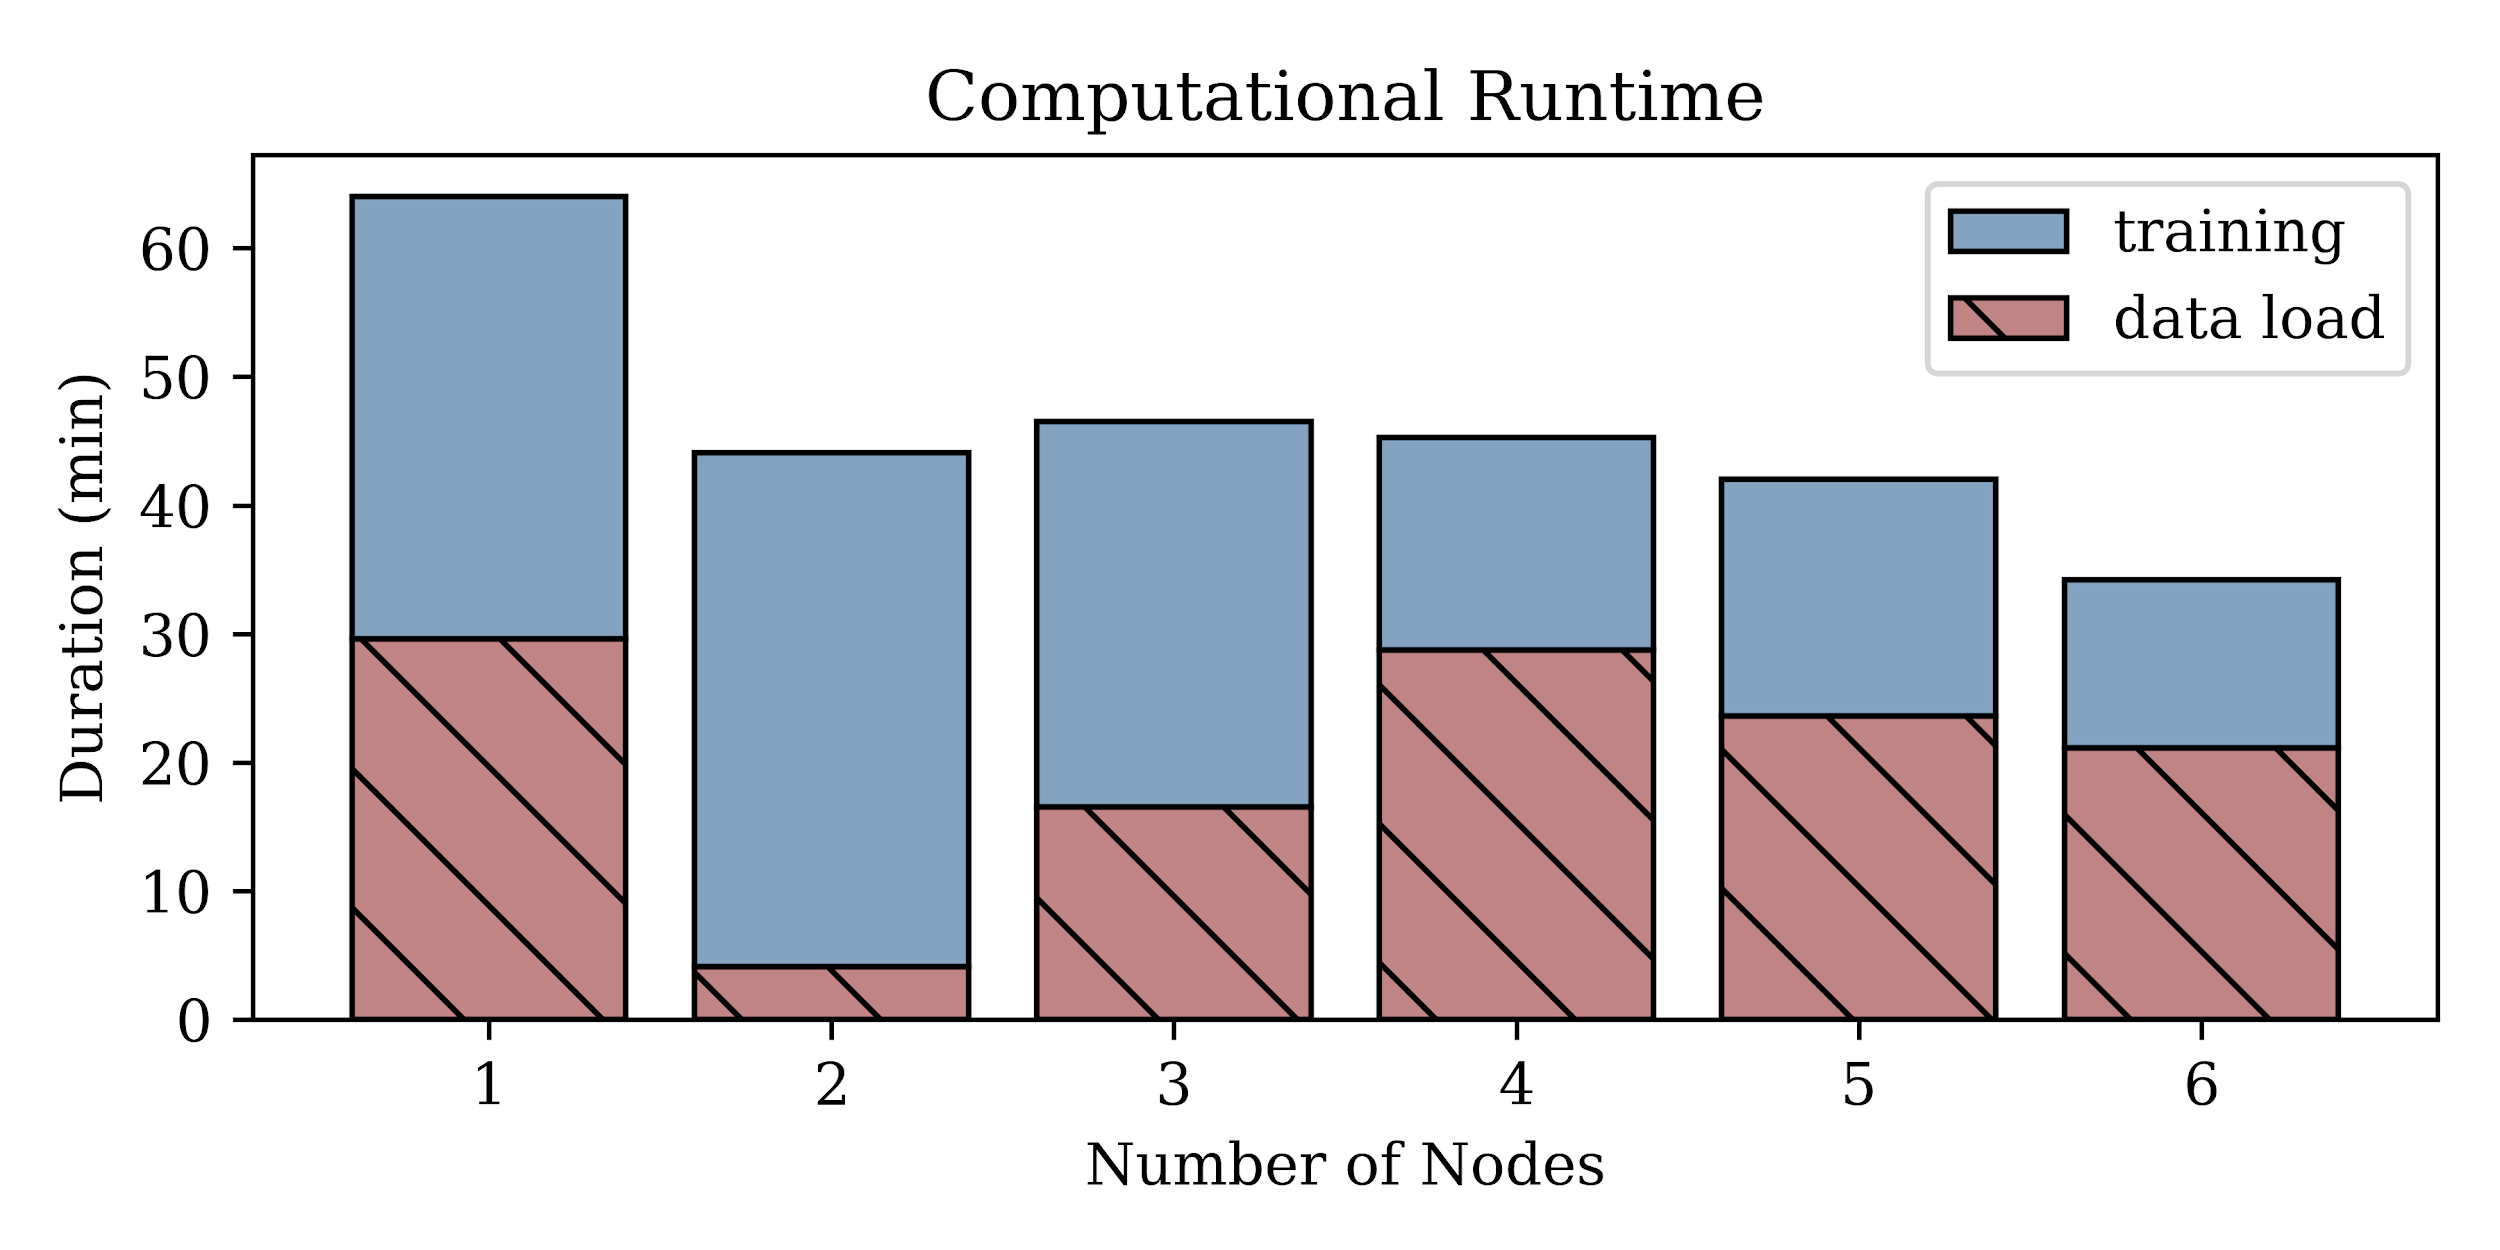 Computational Runtime
training
data load
Duration (min)
60
50
40
30
20
10
0
1 2 3 4 5 6
Number of Nodes